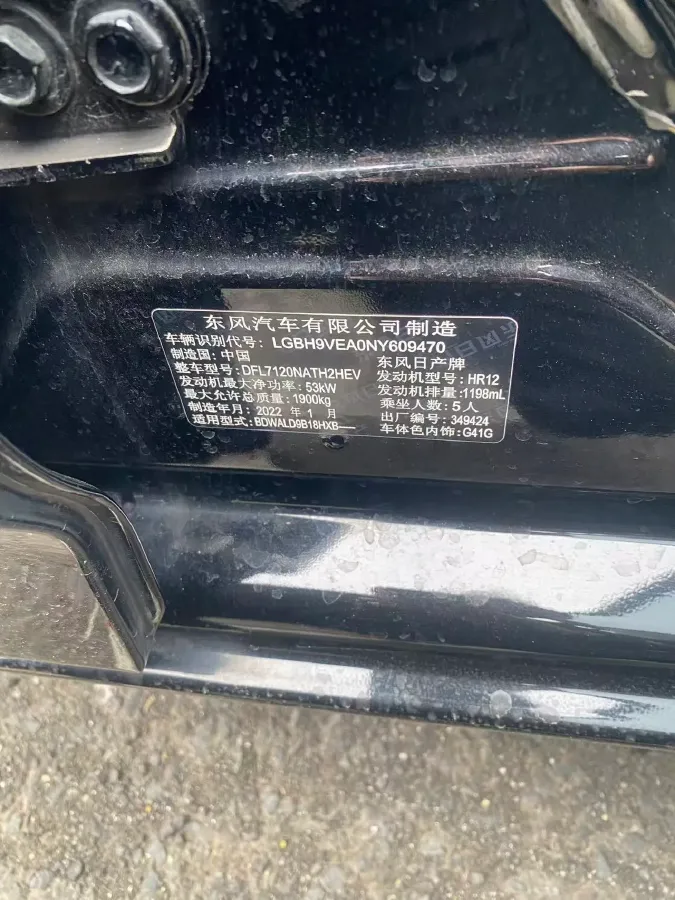 东风汽车有限公司制造
车辆识别代号: LGBH9VEA0NY609470
制造国: 中国 东风日产牌
整车型号: DFL7120NATH2HEV 发动机型号: HR12
发动机最大净功率: 53kW 发动机排量: 1198mL
最大允许总质量: 1900kg 乘坐人数: 5人
制造年月: 2022 年 1 月 出厂编号: 349424
适用型式: BDWALD9B18HXB— 车体色内饰: G41G